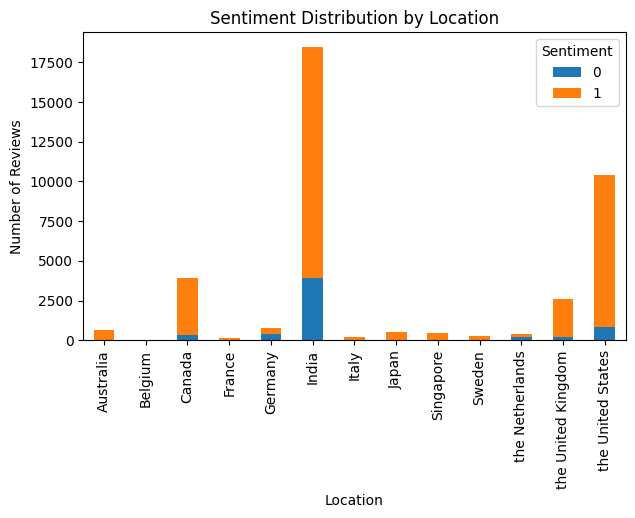 Sentiment Distribution by Location
Sentiment
0
1
Number of Reviews
17500
15000
12500
10000
7500
5000
2500
0
Australia
Belgium
Canada
France
Germany
India
Italy
Japan
Singapore
Sweden
the Netherlands
the United Kingdom
the United States
Location